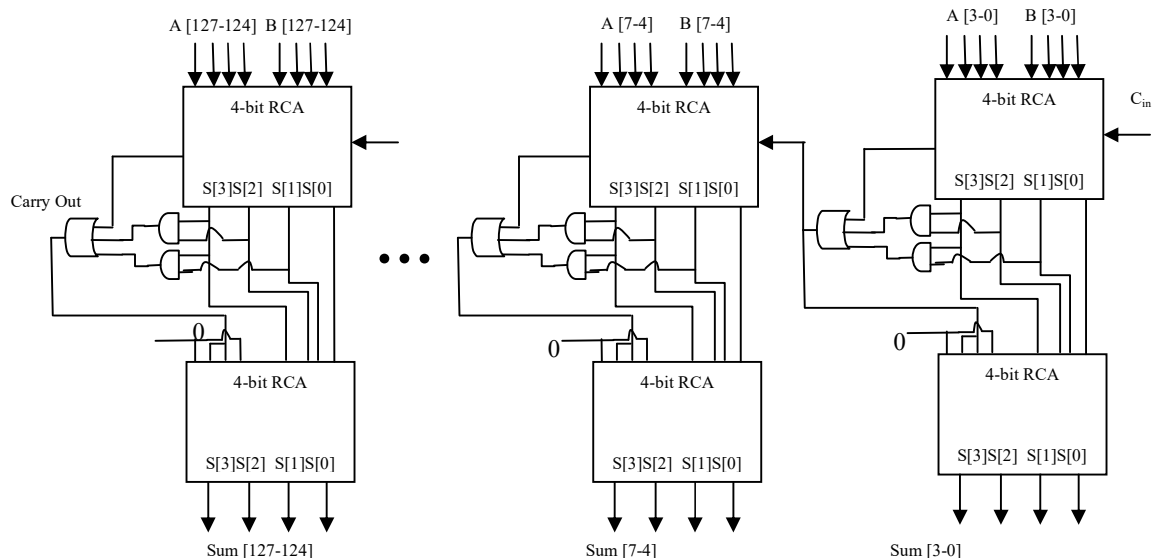 A [127-124] B [127-124]
A [7-4] B [7-4]
A [3-0] B [3-0]
4-bit RCA
4-bit RCA
4-bit RCA
C_in
S[3]S[2] S[1]S[0]
S[3]S[2] S[1]S[0]
S[3]S[2] S[1]S[0]
Carry Out
0
0
0
4-bit RCA
4-bit RCA
4-bit RCA
S[3]S[2] S[1]S[0]
S[3]S[2] S[1]S[0]
S[3]S[2] S[1]S[0]
Sum [127-124]
Sum [7-4]
Sum [3-0]